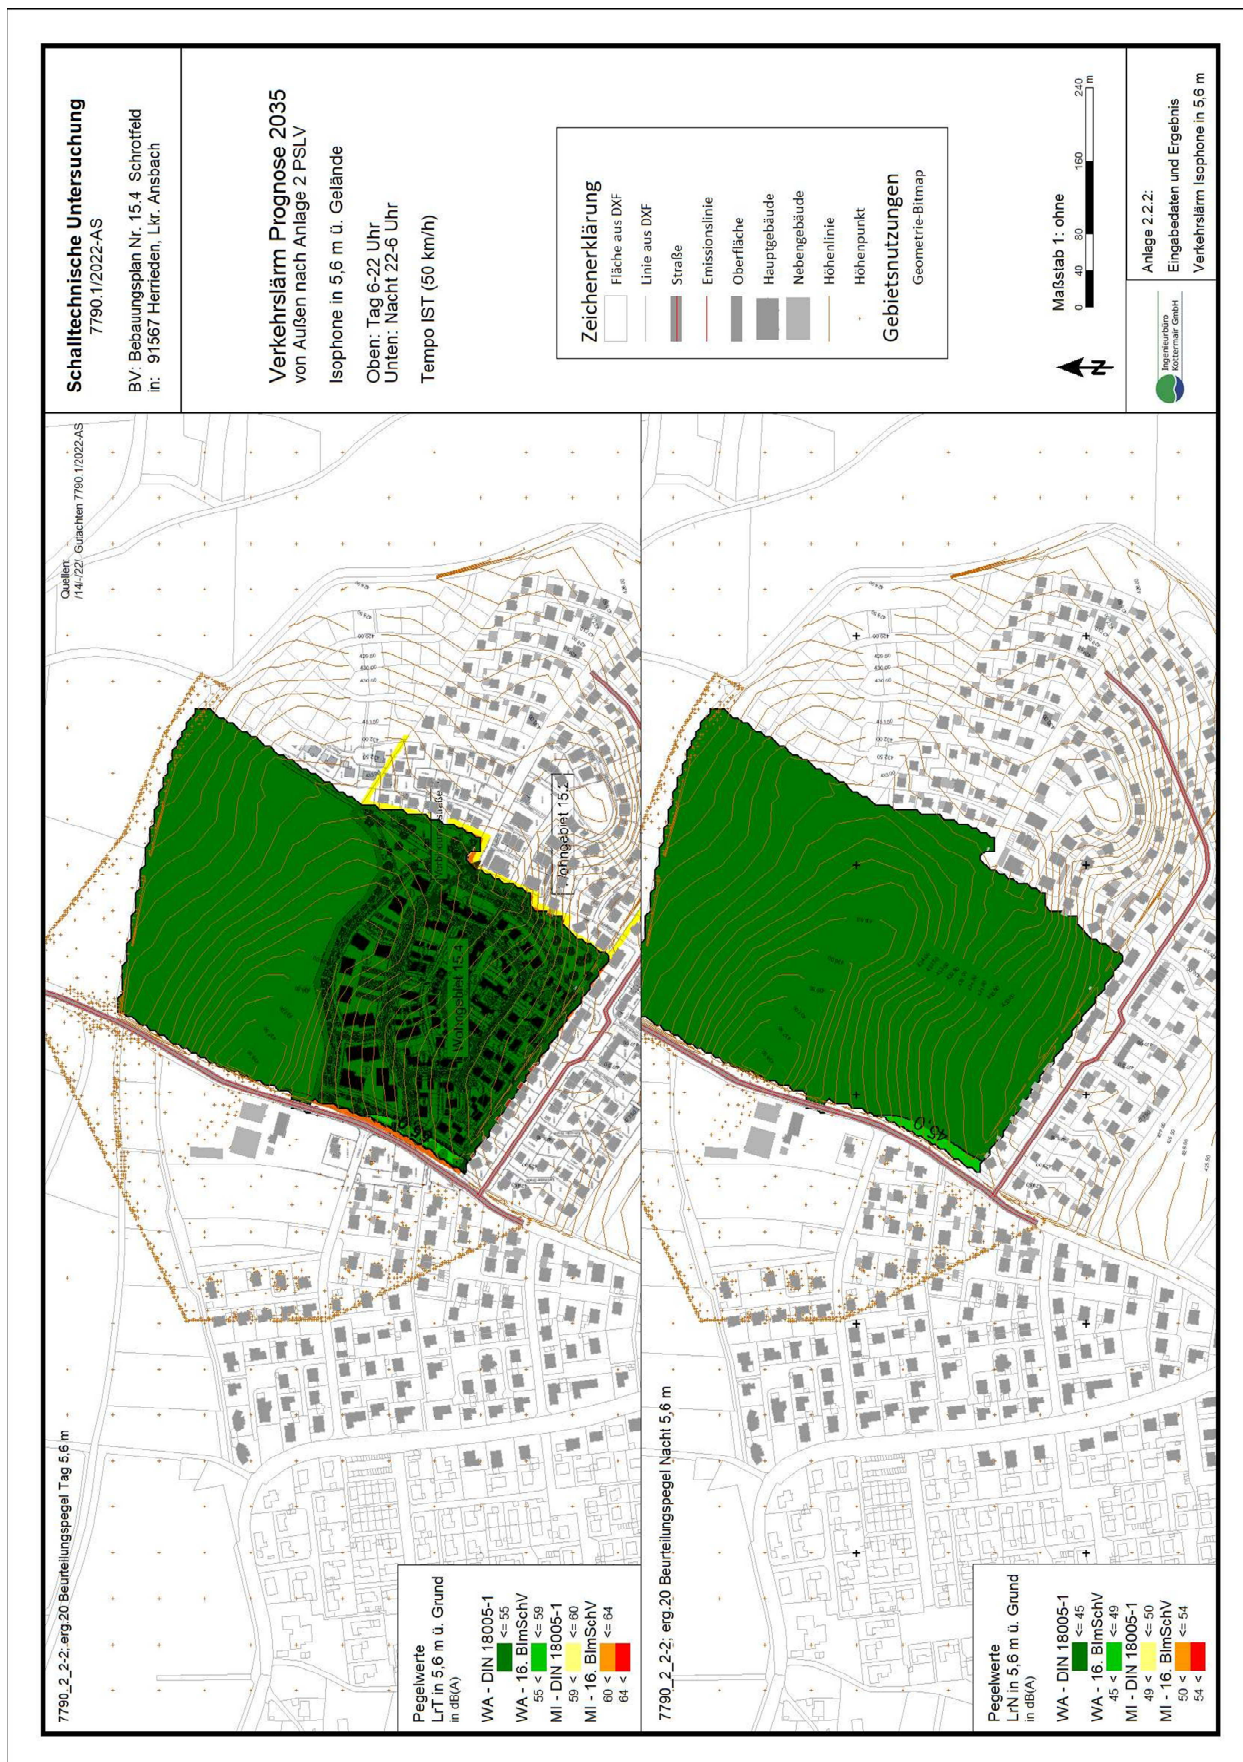 Schalltechnische Untersuchung
7790.1/2022-AS
BV: Bebauungsplan Nr. 15.4 Schrotfeld
in: 91567 Herrieden, Lkr. Ansbach
Verkehrslärm Prognose 2035
von Außen nach Anlage 2 PSLV
Isophone in 5,6 m ü. Gelände
Oben: Tag 6-22 Uhr
Unten: Nacht 22-6 Uhr
Tempo IST (50 km/h)
Zeichenerklärung
Fläche aus DXF
Linie aus DXF
Straße
Emissionslinie
Oberfläche
Hauptgebäude
Nebengebäude
Höhenlinie
Höhenpunkt
Gebietsnutzungen
Geometrie-Bitmap
Maßstab 1: ohne
0 40 80 160 240
m
N
Ingenieurbüro
Kottermair GmbH
Anlage 2.2.2:
Eingabedaten und Ergebnis
Verkehrslärm Isophone in 5,6 m
7790_2_2-2; erg.20 Beurteilungspegel Tag 5,6 m
Quellen:
/14/-/22/ Gutachten 7790.1/2022-AS
Wohngebiet 15.4
Wohngebiet 15.2
Pegelwerte
LrT in 5,6 m ü. Grund
in dB(A)
WA - DIN 18005-1
<= 55
WA - 16. BImSchV
55 < <= 59
MI - DIN 18005-1
59 < <= 60
MI - 16. BImSchV
60 < <= 64
64 <
7790_2_2-2; erg.20 Beurteilungspegel Nacht 5,6 m
45.0
Pegelwerte
LrN in 5,6 m ü. Grund
in dB(A)
WA - DIN 18005-1
<= 45
WA - 16. BImSchV
45 < <= 49
MI - DIN 18005-1
49 < <= 50
MI - 16. BImSchV
50 < <= 54
54 <